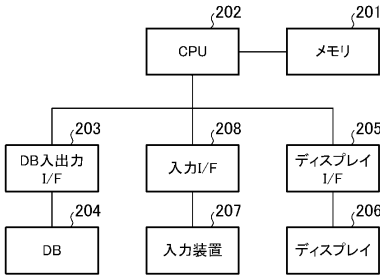 202
201
CPU
メモリ
203
208
205
DB入出力
I/F
入力I/F
ディスプレイ
I/F
204
207
206
DB
入力装置
ディスプレイ